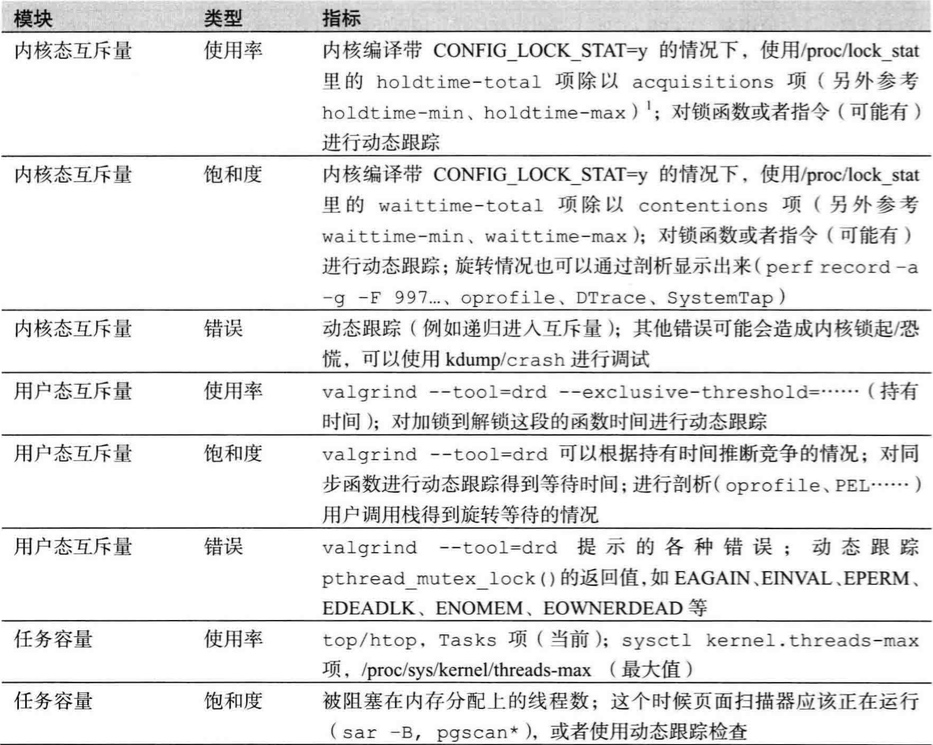 模块 类型 指标
内核态互斥量 使用率 内核编译带 CONFIG_LOCK_STAT=y 的情况下，使用/proc/lock_stat
里的 holdtime-total 项除以 acquisitions 项（另外参考
holdtime-min、holdtime-max）1；对锁函数或者指令（可能有）
进行动态跟踪
内核态互斥量 饱和度 内核编译带 CONFIG_LOCK_STAT=y 的情况下，使用/proc/lock_stat
里的 waittime-total 项除以 contentions 项（另外参考
waittime-min、waittime-max）；对锁函数或者指令（可能有）
进行动态跟踪；旋转情况也可以通过剖析显示出来（perf record -a
-g -F 997…、oprofile、DTrace、SystemTap）
内核态互斥量 错误 动态跟踪（例如递归进入互斥量）；其他错误可能会造成内核锁起/恐
慌，可以使用 kdump/crash 进行调试
用户态互斥量 使用率 valgrind --tool=drd --exclusive-threshold=……（持有
时间）；对加锁到解锁这段的函数时间进行动态跟踪
用户态互斥量 饱和度 valgrind --tool=drd 可以根据持有时间推断竞争的情况；对同
步函数进行动态跟踪得到等待时间；进行剖析（oprofile、PEL……）
用户调用栈得到旋转等待的情况
用户态互斥量 错误 valgrind --tool=drd 提示的各种错误；动态跟踪
pthread_mutex_lock()的返回值，如 EAGAIN、EINVAL、EPERM、
EDEADLK、ENOMEM、EOWNERDEAD 等
任务容量 使用率 top/htop，Tasks 项（当前）；sysctl kernel.threads-max
项，/proc/sys/kernel/threads-max （最大值）
任务容量 饱和度 被阻塞在内存分配上的线程数；这个时候页面扫描器应该正在运行
（sar -B, pgscan*），或者使用动态跟踪检查